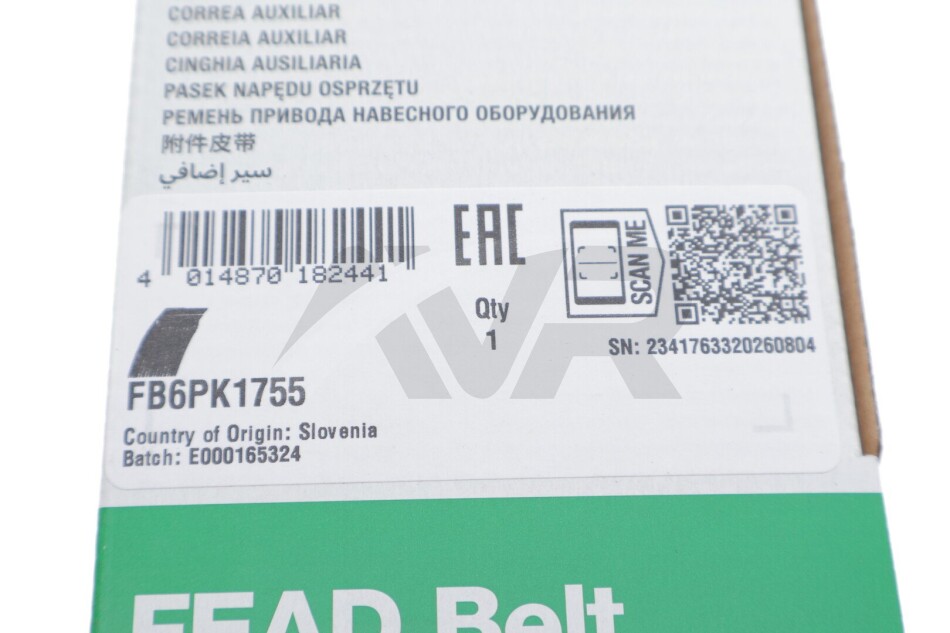 CORREA AUXILIAR
CORREIA AUXILIAR
CINGHIA AUSILIARIA
PASEK NAPĘDU OSPRZĘTU
РЕМЕНЬ ПРИВОДА НАВЕСНОГО ОБОРУДОВАНИЯ
附件皮带
سير إضافي
4 014870 182441
EAC
Qty
1
SCAN ME
SN: 2341763320260804
VR
FB6PK1755
Country of Origin: Slovenia
Batch: E000165324
FEAD Belt